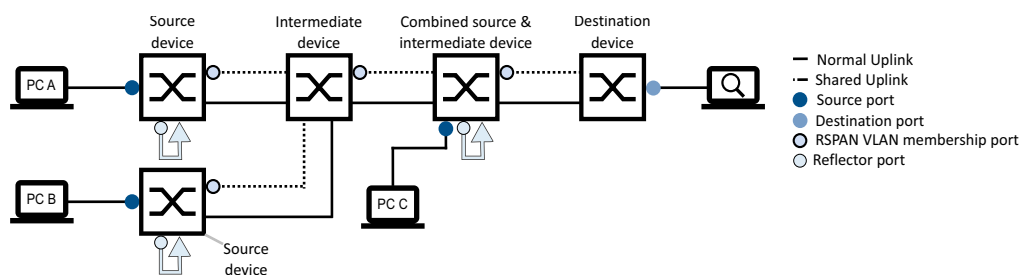 Source
device
Intermediate
device
Combined source &
intermediate device
Destination
device
PC A
Normal Uplink
Shared Uplink
Source port
Destination port
RSPAN VLAN membership port
Reflector port
PC B
PC C
Source
device